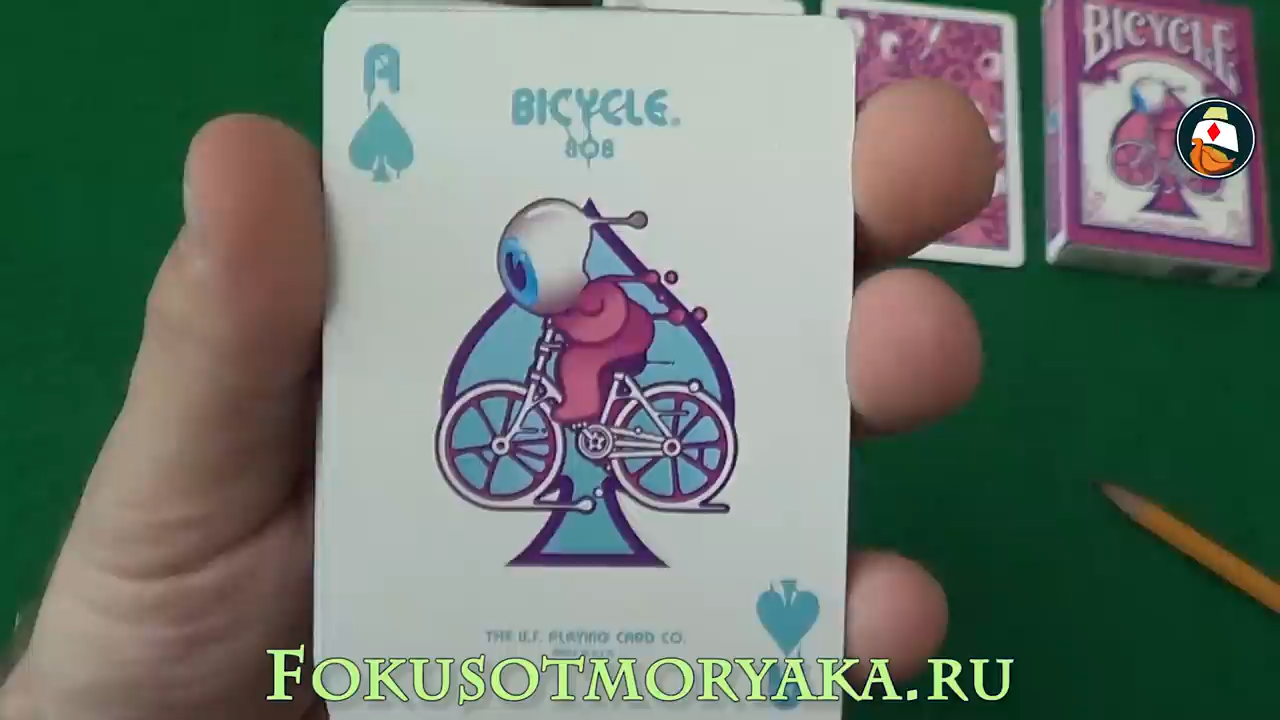 BICYCLE
A
BICYCLE®
808
THE U.S. PLAYING CARD CO.
FOKUSOTMORYAKA.RU